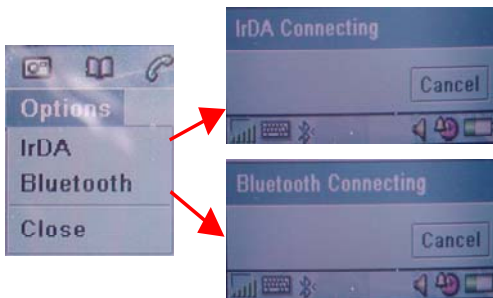 Options
IrDA
Bluetooth
Close
IrDA Connecting
Cancel
Bluetooth Connecting
Cancel